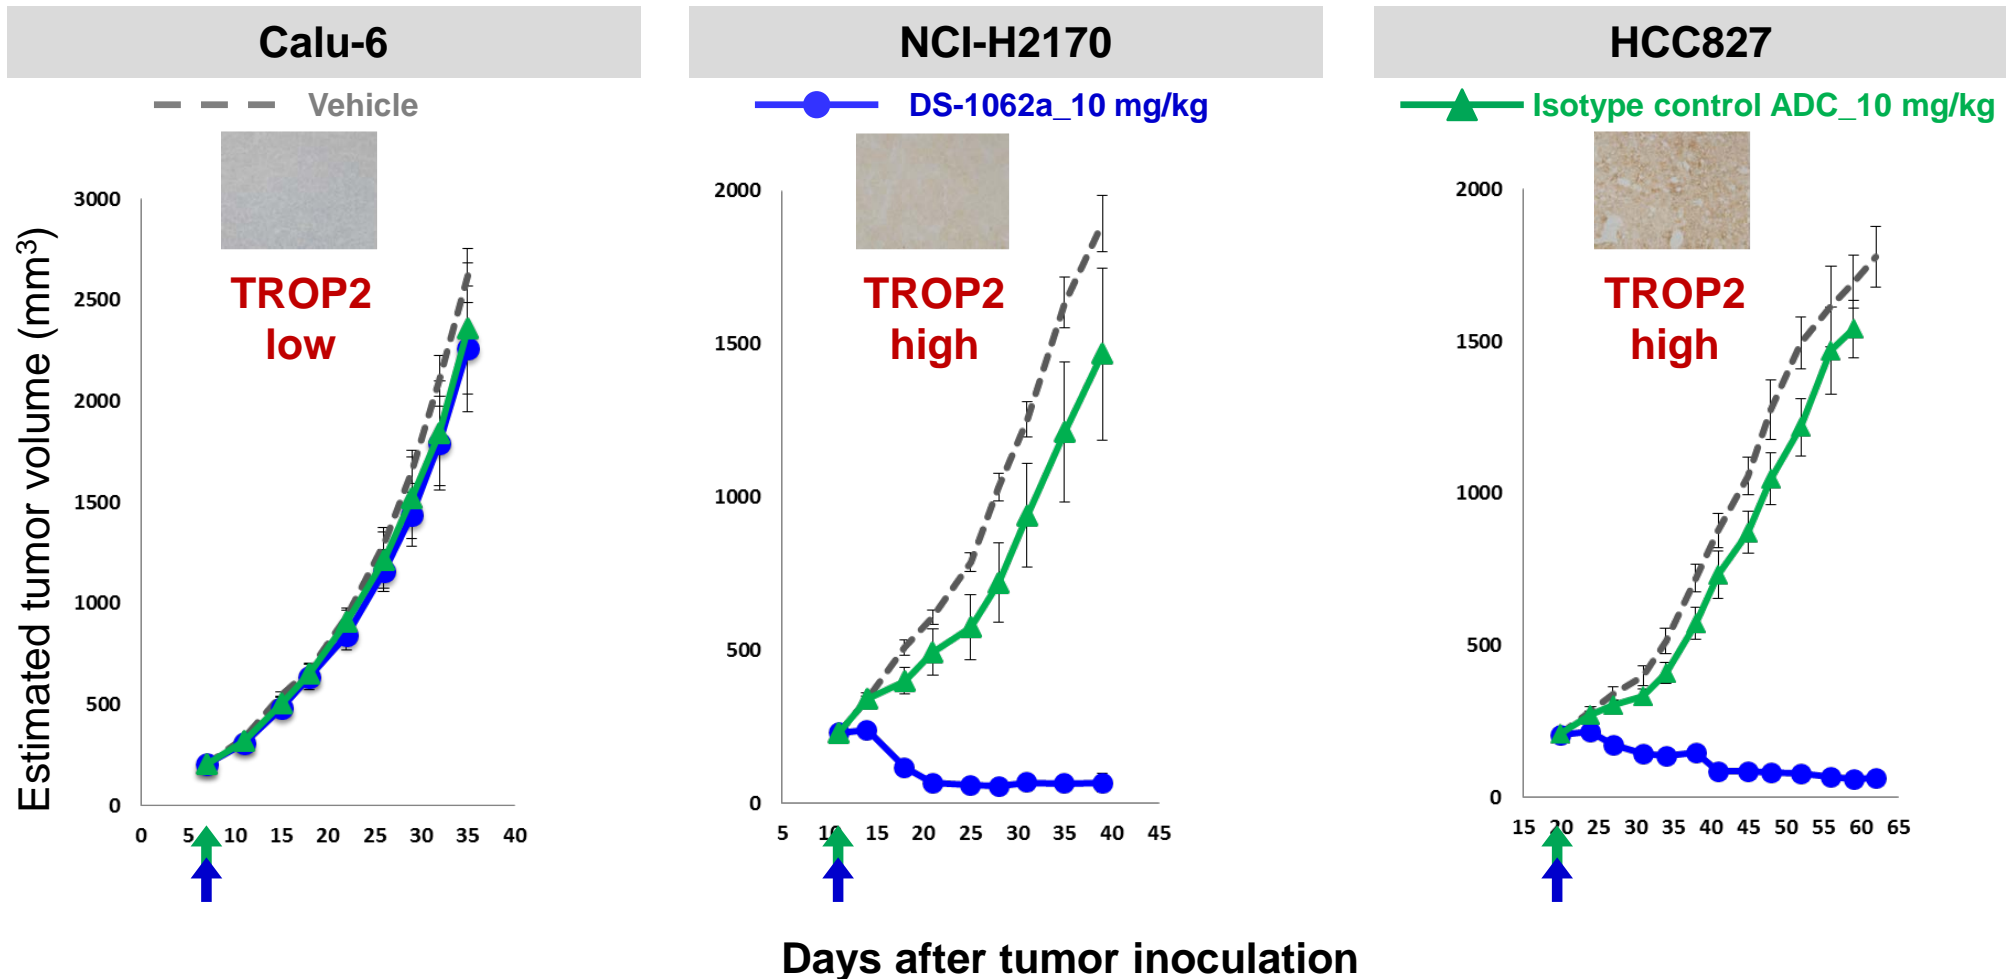 Calu-6
NCI-H2170
HCC827
Vehicle
DS-1062a_10 mg/kg
Isotype control ADC_10 mg/kg
TROP2
low
TROP2
high
TROP2
high
Estimated tumor volume (mm³)
3000
2500
2000
1500
1000
500
0
0 5 10 15 20 25 30 35 40
2000
1500
1000
500
0
5 10 15 20 25 30 35 40 45
2000
1500
1000
500
0
15 20 25 30 35 40 45 50 55 60 65
Days after tumor inoculation